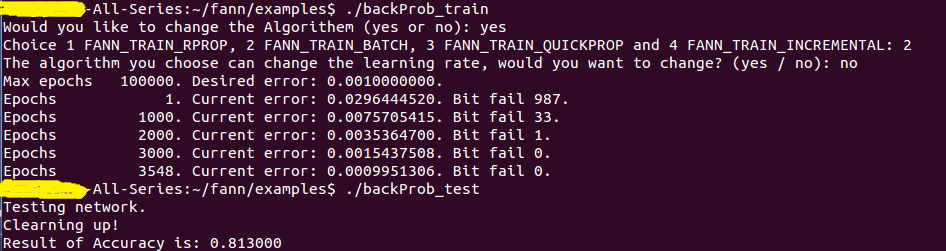 -All-Series:~/fann/examples$ ./backProb_train
Would you like to change the Algorithem (yes or no): yes
Choice 1 FANN_TRAIN_RPROP, 2 FANN_TRAIN_BATCH, 3 FANN_TRAIN_QUICKPROP and 4 FANN_TRAIN_INCREMENTAL: 2
The algorithm you choose can change the learning rate, would you want to change? (yes / no): no
Max epochs   100000. Desired error: 0.0010000000.
Epochs            1. Current error: 0.0296444520. Bit fail 987.
Epochs         1000. Current error: 0.0075705415. Bit fail 33.
Epochs         2000. Current error: 0.0035364700. Bit fail 1.
Epochs         3000. Current error: 0.0015437508. Bit fail 0.
Epochs         3548. Current error: 0.0009951306. Bit fail 0.
-All-Series:~/fann/examples$ ./backProb_test
Testing network.
Clearning up!
Result of Accuracy is: 0.813000